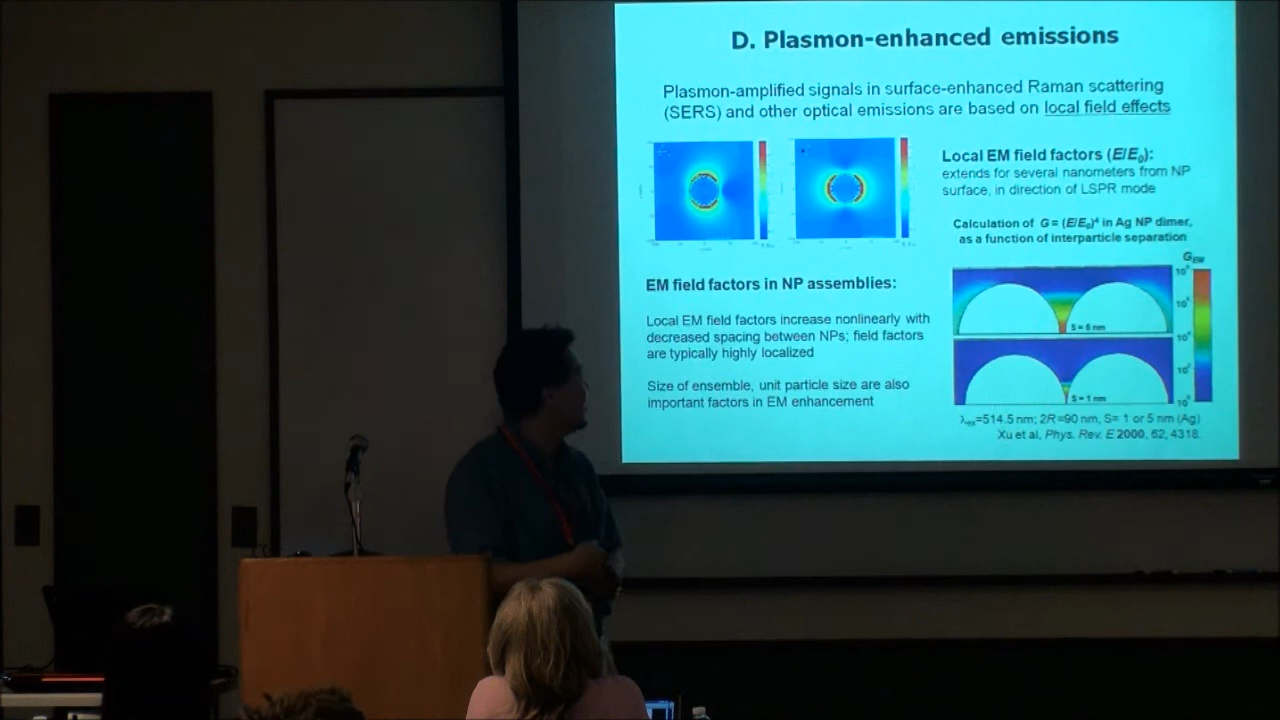 D. Plasmon-enhanced emissions
Plasmon-amplified signals in surface-enhanced Raman scattering
(SERS) and other optical emissions are based on local field effects
Local EM field factors (E/E₀):
extends for several nanometers from NP
surface, in direction of LSPR mode
Calculation of G = (E/E₀)⁴ in Ag NP dimer,
as a function of interparticle separation
EM field factors in NP assemblies:
Local EM field factors increase nonlinearly with
decreased spacing between NPs; field factors
are typically highly localized
Size of ensemble, unit particle size are also
important factors in EM enhancement
G_EM
S = 1 nm
λ_ex=514.5 nm; 2R=90 nm, S= 1 or 5 nm (Ag)
Xu et al, Phys. Rev. E 2000, 62, 4318.